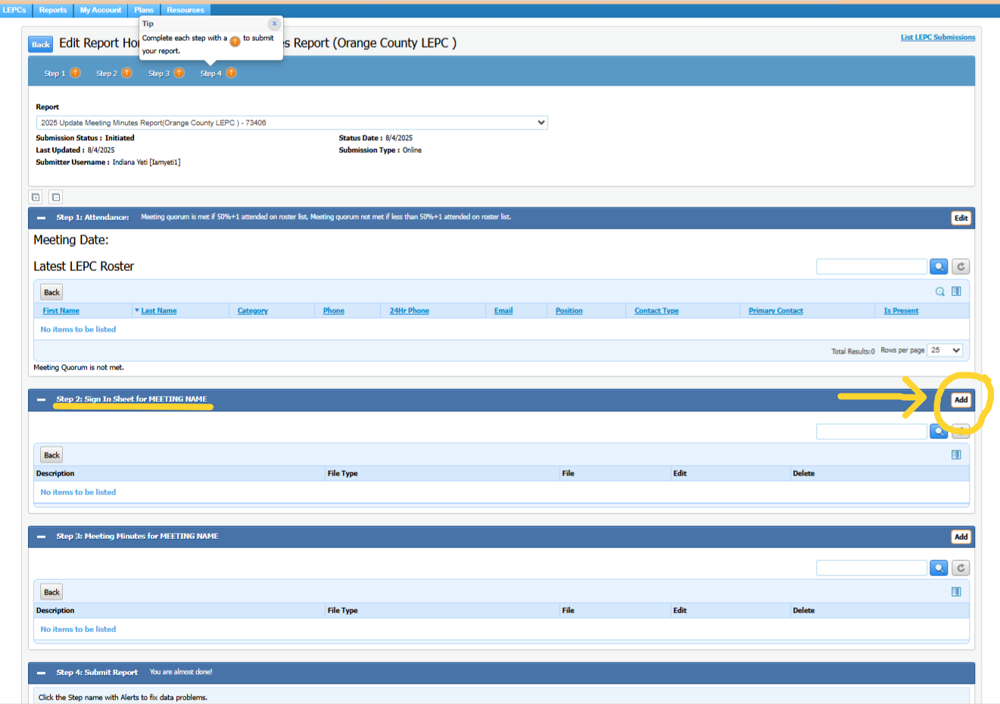 LEPCs Reports My Account Plans Resources
Tip x
Complete each step with a ! to submit
your report.
Back Edit Report Ho s Report (Orange County LEPC )
List LEPC Submissions
Step 1 ! Step 2 ! Step 3 ! Step 4 !
Report
2025 Update Meeting Minutes Report(Orange County LEPC ) - 73406
Submission Status : Initiated Status Date : 8/4/2025
Last Updated : 8/4/2025 Submission Type : Online
Submitter Username : Indiana Yeti [Iamyeti1]
Step 1: Attendance: Meeting quorum is met if 50%+1 attended on roster list, Meeting quorum not met if less than 50%+1 attended on roster list. Edit
Meeting Date:
Latest LEPC Roster
Back
First Name Last Name Category Phone 24Hr Phone Email Position Contact Type Primary Contact Is Present
No items to be listed
Total Results:0 Rows per page 25
Meeting Quorum is not met.
Step 2: Sign In Sheet for MEETING NAME Add
Back
Description File Type File Edit Delete
No items to be listed
Step 3: Meeting Minutes for MEETING NAME Add
Back
Description File Type File Edit Delete
No items to be listed
Step 4: Submit Report You are almost done!
Click the Step name with Alerts to fix data problems.